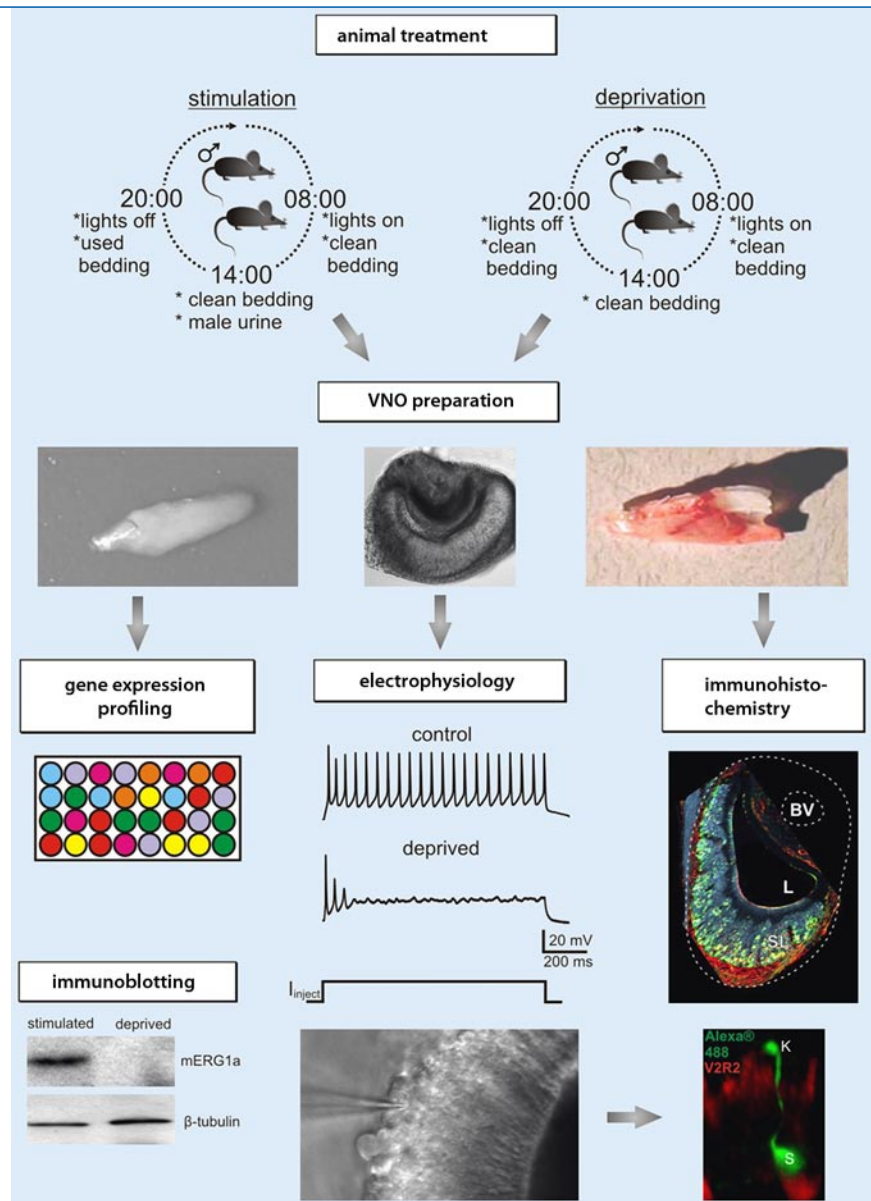 animal treatment
stimulation
♂
20:00
*lights off
*used
bedding
08:00
*lights on
*clean
bedding
14:00
* clean bedding
* male urine
deprivation
♂
20:00
*lights off
*clean
bedding
08:00
*lights on
*clean
bedding
14:00
* clean bedding
VNO preparation
gene expression
profiling
electrophysiology
control
deprived
20 mV
200 ms
Iinject
immunohisto-
chemistry
BV
L
SL
immunoblotting
stimulated deprived
mERG1a
β-tubulin
Alexa®
488
V2R2
K
S